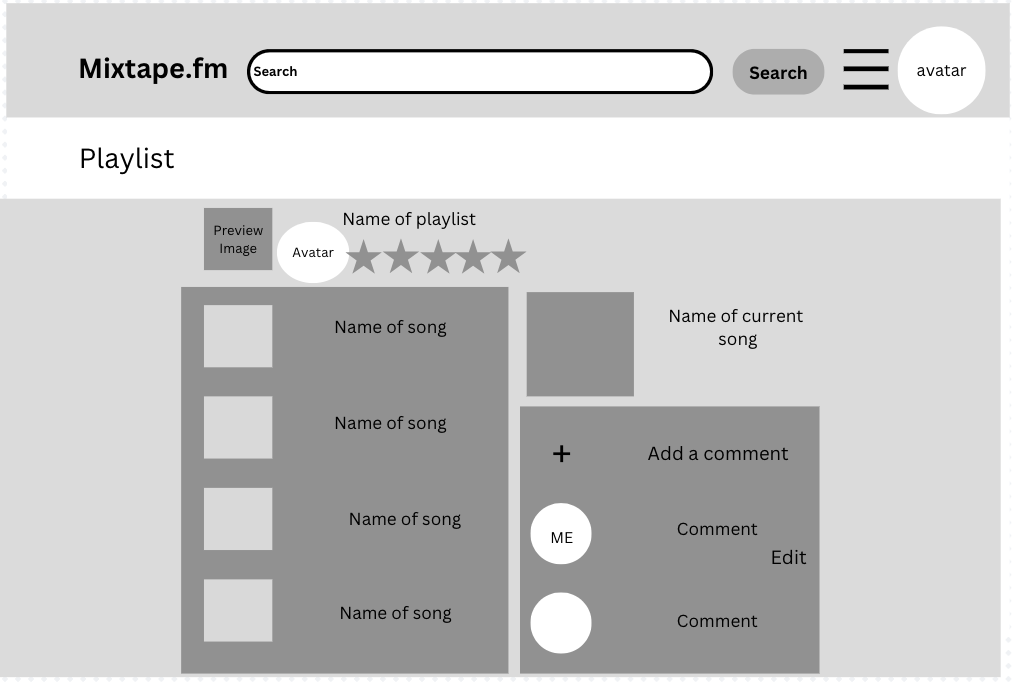 Mixtape.fm
Search
Search
avatar
Playlist
Preview
Image
Avatar
Name of playlist
Name of song
Name of song
Name of song
Name of song
Name of current
song
+
Add a comment
ME
Comment
Edit
Comment